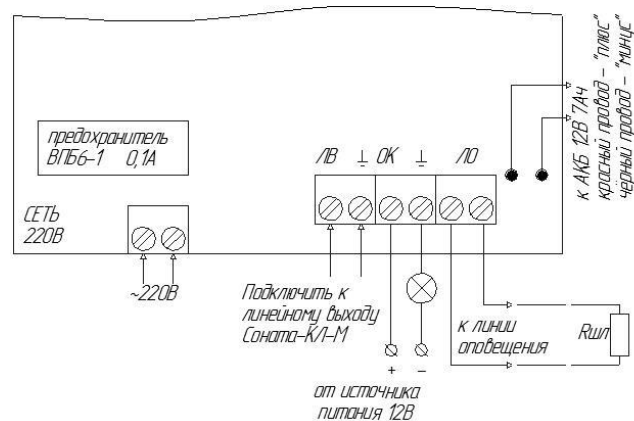 предохранитель
ВПБ6-1 0,1А
СЕТЬ
220В
~220В
ЛВ ⊥ ОК ⊥ ЛО
Подключить к
линейному выходу
Соната-КЛ-М
+ −
от источника
питания 12В
к линии
оповещения
Rшл
к АКБ 12В 7Ач
красный провод - "плюс"
черный провод - "минус"